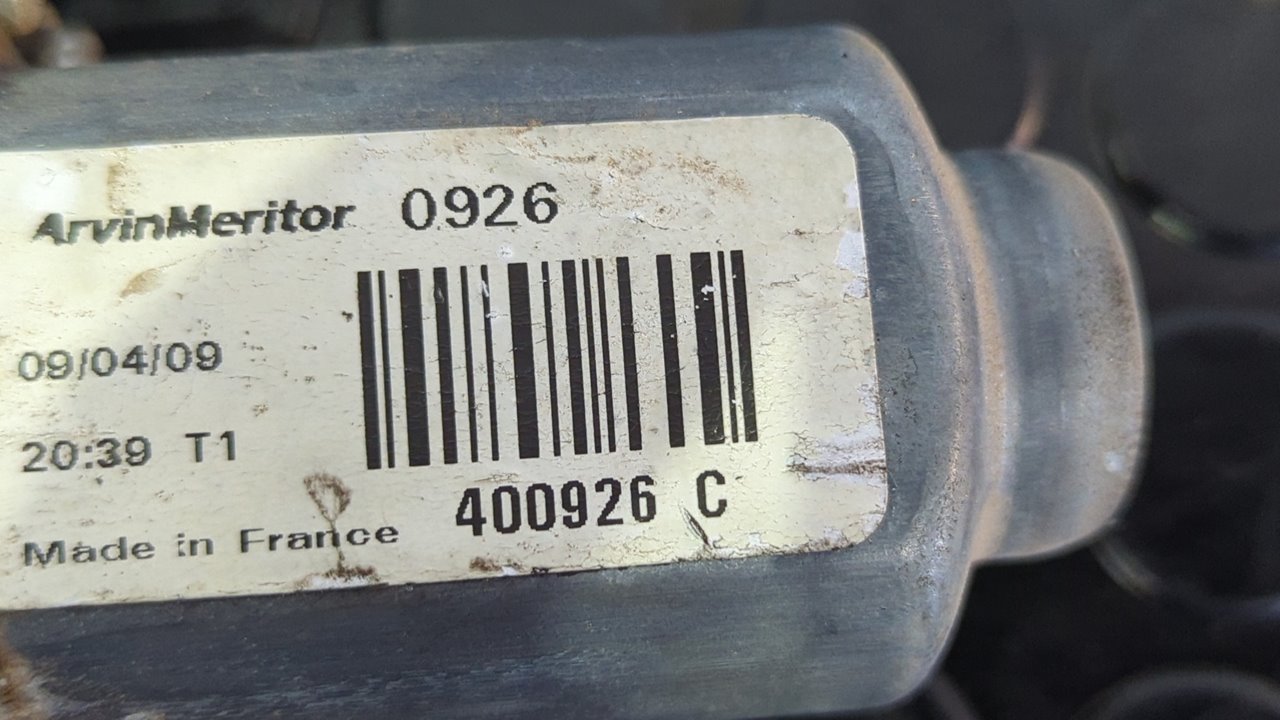 ArvinMeritor 0926
09/04/09
20:39 T1
400926 C
Made in France